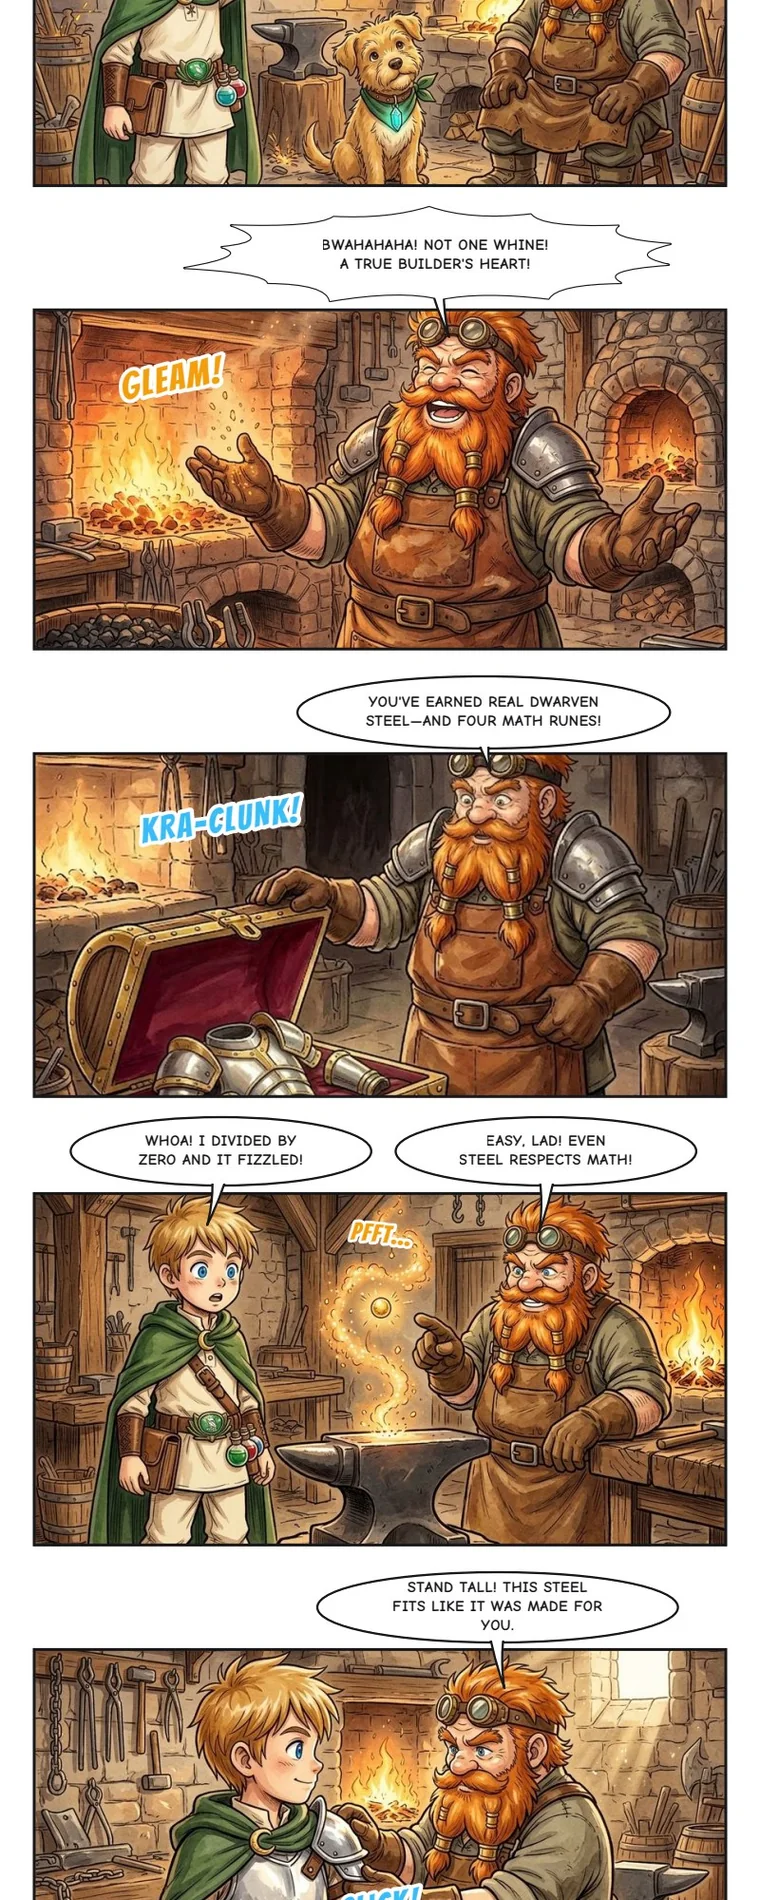 BWAHAHAHA! NOT ONE WHINE!
A TRUE BUILDER'S HEART!
GLEAM!
YOU'VE EARNED REAL DWARVEN
STEEL—AND FOUR MATH RUNES!
KRA-CLUNK!
WHOA! I DIVIDED BY
ZERO AND IT FIZZLED!
EASY, LAD! EVEN
STEEL RESPECTS MATH!
PFFT...
STAND TALL! THIS STEEL
FITS LIKE IT WAS MADE FOR
YOU.